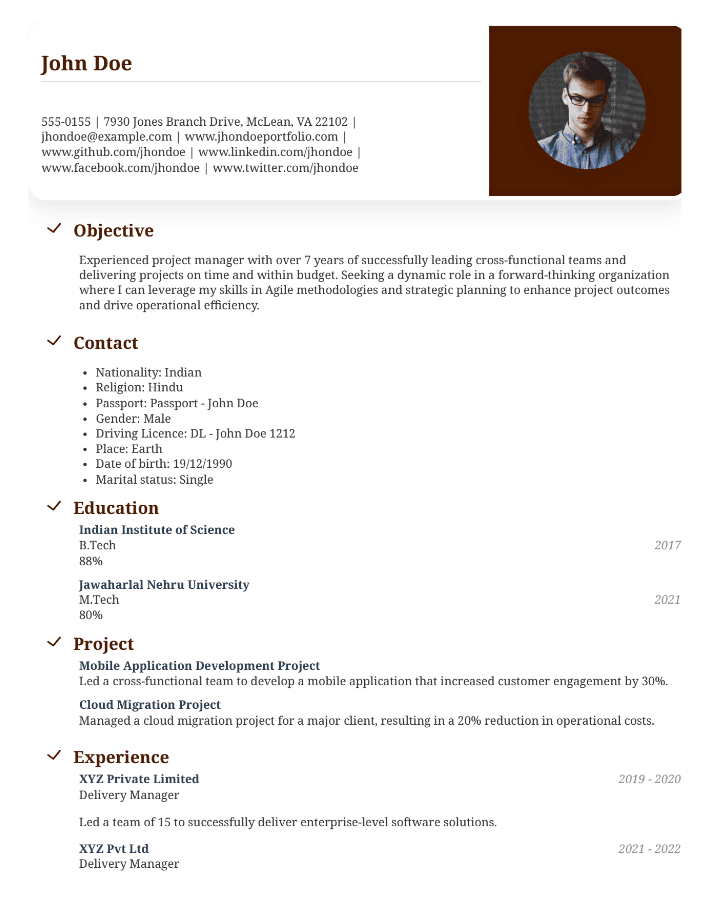 John Doe
555-0155 | 7930 Jones Branch Drive, McLean, VA 22102 |
jhondoe@example.com | www.jhondoeportfolio.com |
www.github.com/jhondoe | www.linkedin.com/jhondoe |
www.facebook.com/jhondoe | www.twitter.com/jhondoe
Objective
Experienced project manager with over 7 years of successfully leading cross-functional teams and
delivering projects on time and within budget. Seeking a dynamic role in a forward-thinking organization
where I can leverage my skills in Agile methodologies and strategic planning to enhance project outcomes
and drive operational efficiency.
Contact
• Nationality: Indian
• Religion: Hindu
• Passport: Passport - John Doe
• Gender: Male
• Driving Licence: DL - John Doe 1212
• Place: Earth
• Date of birth: 19/12/1990
• Marital status: Single
Education
Indian Institute of Science
B.Tech 2017
88%
Jawaharlal Nehru University
M.Tech 2021
80%
Project
Mobile Application Development Project
Led a cross-functional team to develop a mobile application that increased customer engagement by 30%.
Cloud Migration Project
Managed a cloud migration project for a major client, resulting in a 20% reduction in operational costs.
Experience
XYZ Private Limited 2019 - 2020
Delivery Manager
Led a team of 15 to successfully deliver enterprise-level software solutions.
XYZ Pvt Ltd 2021 - 2022
Delivery Manager